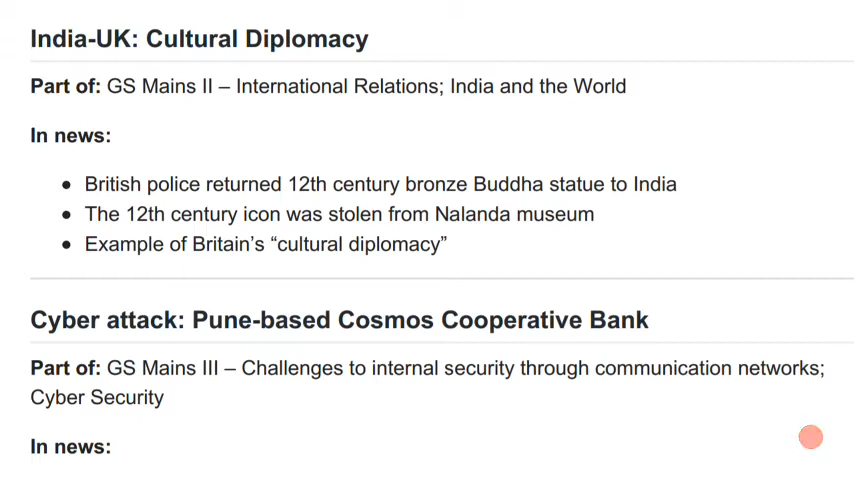 India-UK: Cultural Diplomacy
Part of: GS Mains II – International Relations; India and the World
In news:
● British police returned 12th century bronze Buddha statue to India
● The 12th century icon was stolen from Nalanda museum
● Example of Britain’s “cultural diplomacy”
Cyber attack: Pune-based Cosmos Cooperative Bank
Part of: GS Mains III – Challenges to internal security through communication networks;
Cyber Security
In news: